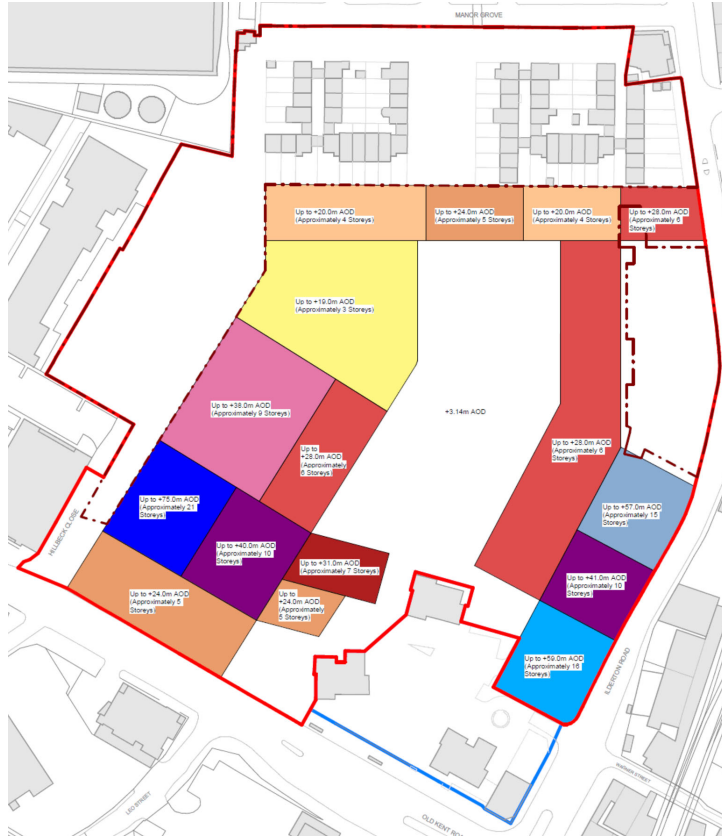 MANOR GROVE
Up to +20.0m AOD
(Approximately 4 Storeys)
Up to +24.0m AOD
(Approximately 5 Storeys)
Up to +20.0m AOD
(Approximately 4 Storeys)
Up to +28.0m AOD
(Approximately 6
Storeys)
Up to +19.0m AOD
(Approximately 3 Storeys)
Up to +38.0m AOD
(Approximately 9 Storeys)
+3.14m AOD
Up to
+28.0m AOD
(Approximately
6 Storeys)
Up to +28.0m AOD
(Approximately 6
Storeys)
Up to +75.0m AOD
(Approximately 21
Storeys)
Up to +57.0m AOD
(Approximately 15
Storeys)
HILLBECK CLOSE
Up to +40.0m AOD
(Approximately 10
Storeys)
Up to +31.0m AOD
(Approximately 7 Storeys)
Up to +41.0m AOD
(Approximately 10
Storeys)
Up to +24.0m AOD
(Approximately 5
Storeys)
Up to
+24.0m AOD
(Approximately
5 Storeys)
Up to +59.0m AOD
(Approximately 16
Storeys)
ILDERTON ROAD
LEO STREET
OLD KENT RO